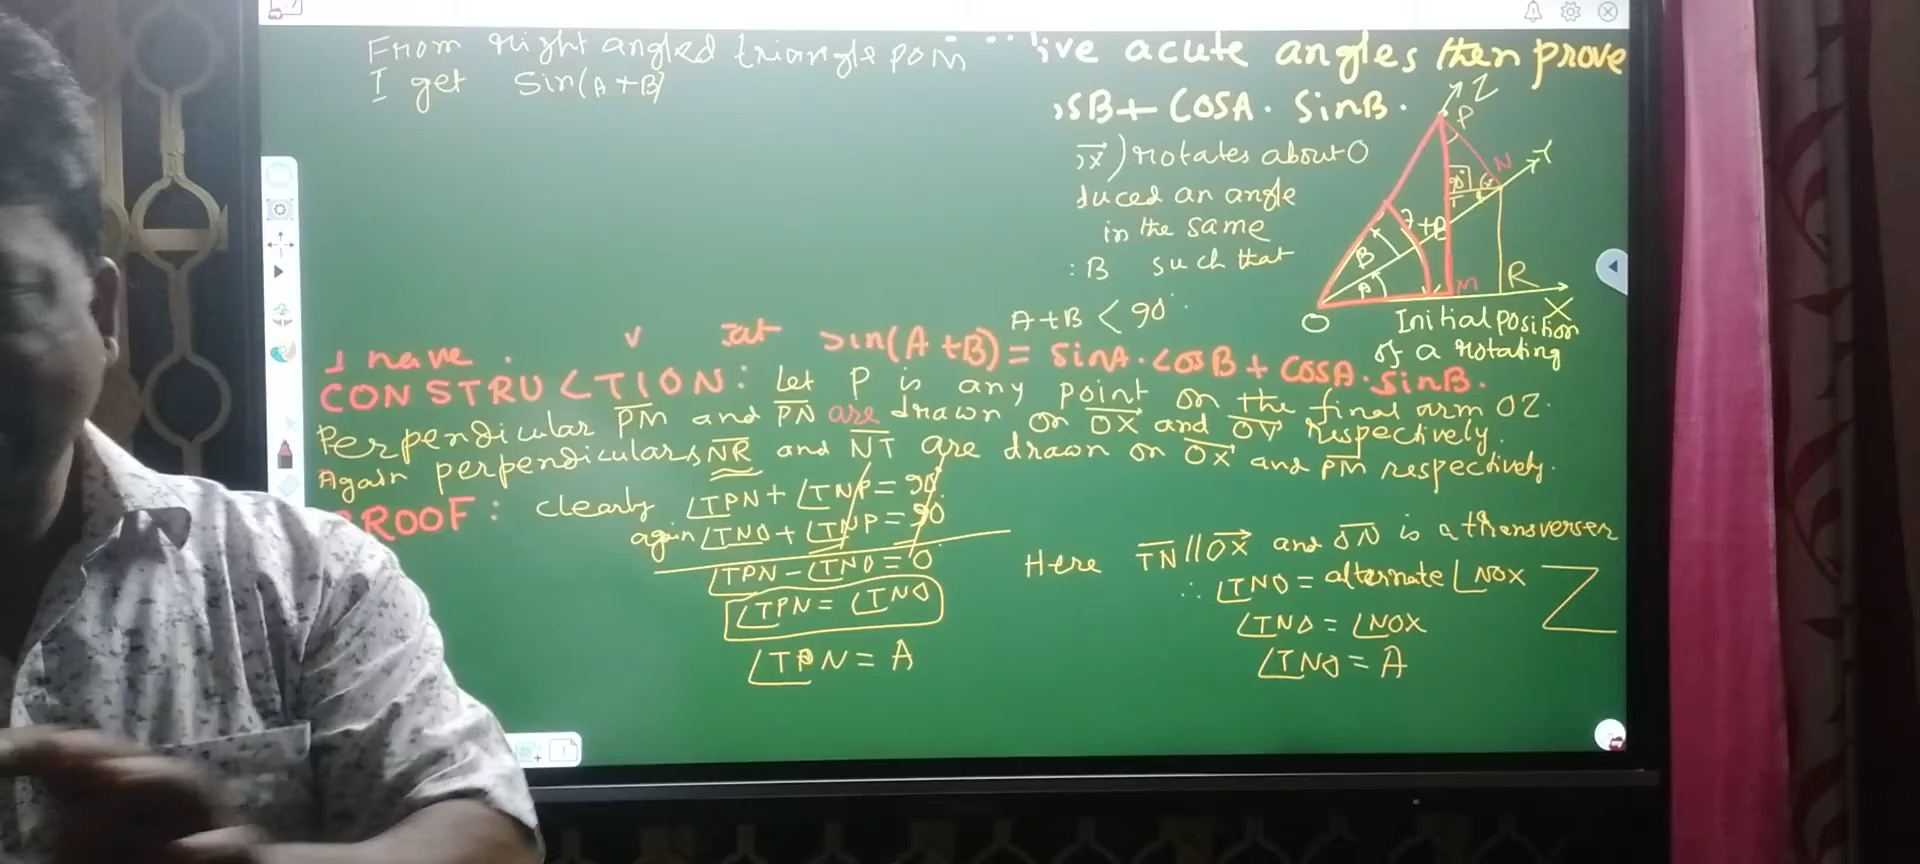 From right angled triangle POM
I get Sin(A+B)
ive acute angles then prove
SB+ COSA. SinB.
rotates about O
duced an angle
in the same
: B such that
A+B < 90°
I have
sin(A+B) = SinA.COSB + COSA.SinB.
CONSTRUCTION: Let P is any point on the final arm OZ.
Perpendicular PM and PN are drawn on OX and OY respectively.
Again perpendiculars NR and NT are drawn on OX and PM respectively.
PROOF: clearly ∠TPN + ∠TNP = 90°
again ∠TNO + ∠TNP = 90
∠TPN - ∠TNO = 0
∠TPN = ∠TNO
∠TPN = A
Here TN // OX and ON is a transverser
∴ ∠TNO = alternate ∠NOX
∠TNO = ∠NOX
∠TNO = A
Z
P
N
Y
90°
T
A+B
B
A
O
M
R
X
Initial position
of a rotating